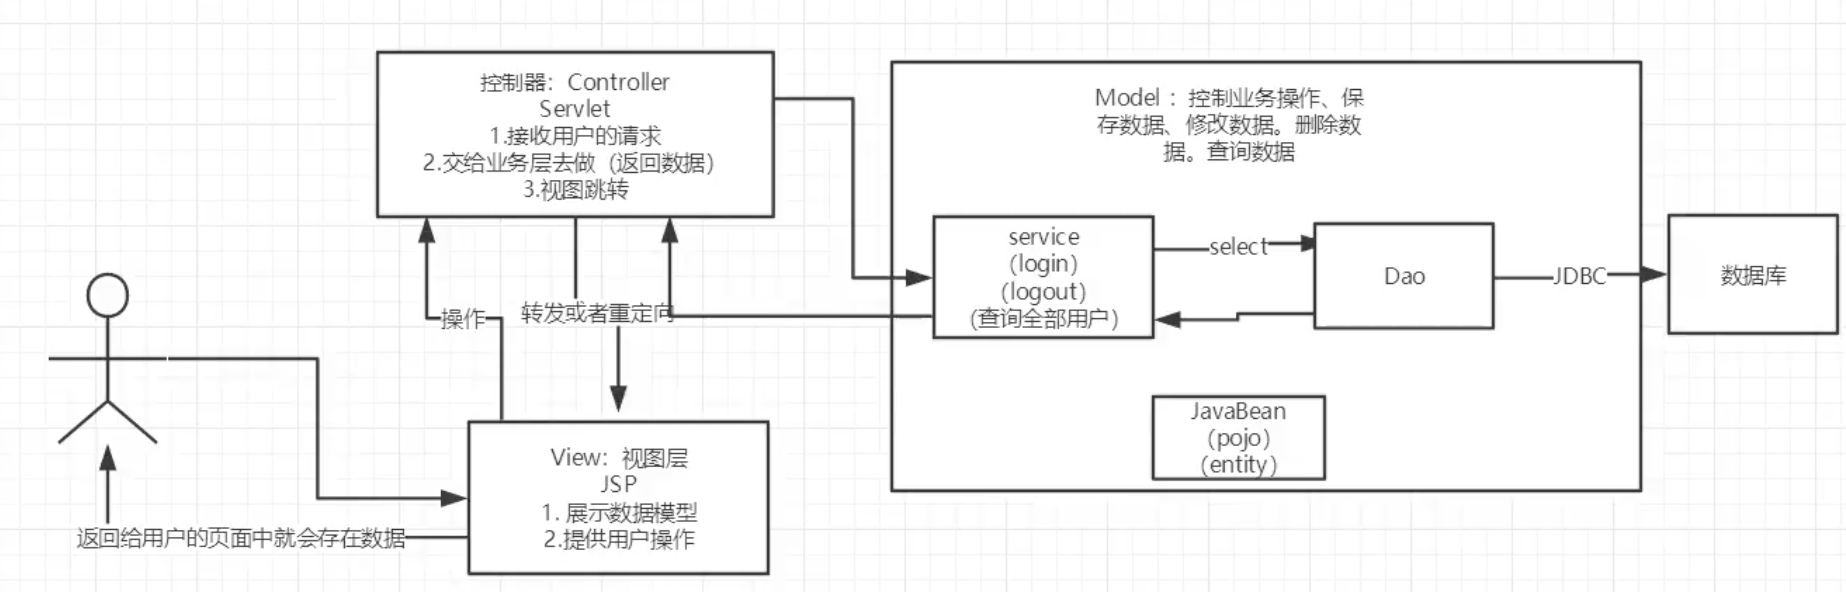 控制器：Controller
Servlet
1.接收用户的请求
2.交给业务层去做（返回数据）
3.视图跳转
Model ：控制业务操作、保
存数据、修改数据。删除数
据。查询数据
service
（login）
（logout）
（查询全部用户）
select
Dao
JDBC
数据库
操作
转发或者重定向
JavaBean
（pojo）
（entity）
View：视图层
JSP
1. 展示数据模型
2.提供用户操作
返回给用户的页面中就会存在数据